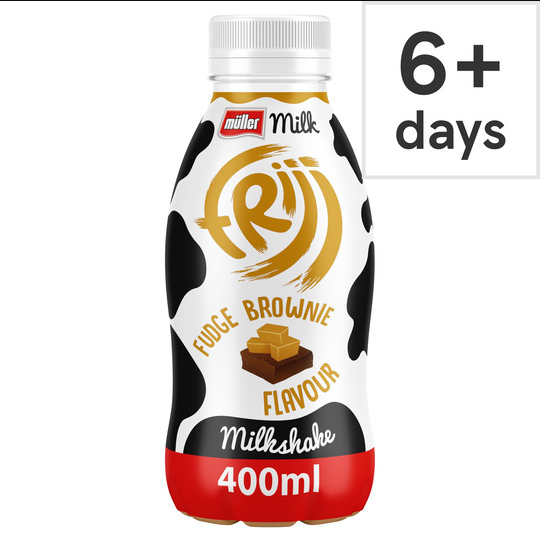 6+
days
müller Milk
frijj
FUDGE BROWNIE
FLAVOUR
Milkshake
400ml